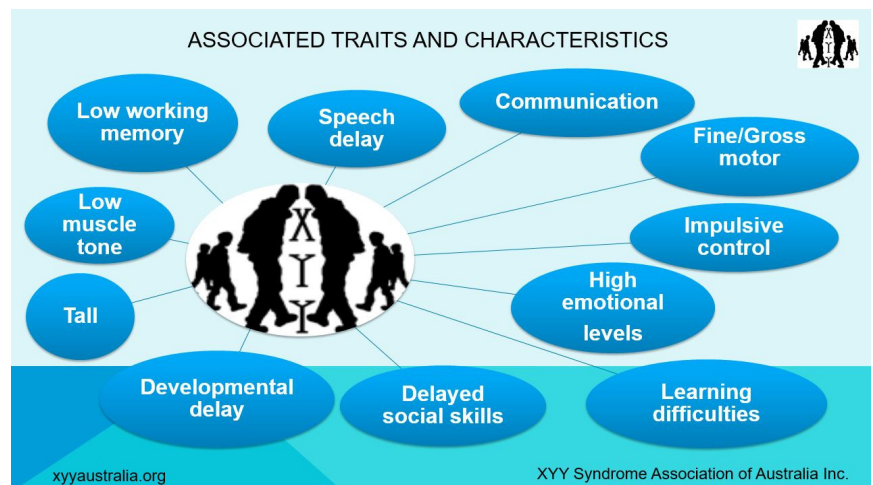 ASSOCIATED TRAITS AND CHARACTERISTICS
X
Y
Y
Low working
memory
Speech
delay
Communication
Fine/Gross
motor
Low
muscle
tone
Impulsive
control
Tall
High
emotional
levels
Developmental
delay
Delayed
social skills
Learning
difficulties
X
Y
Y
xyyaustralia.org
XYY Syndrome Association of Australia Inc.